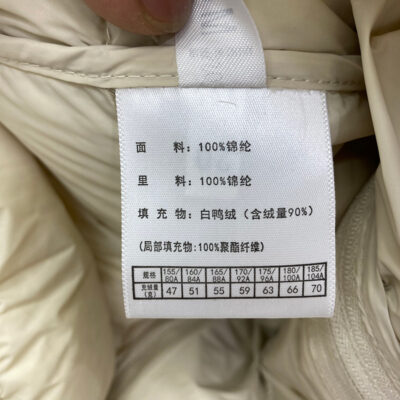 面 料：100%锦纶
里 料：100%锦纶
填 充 物：白鸭绒（含绒量90%）
(局部填充物:100%聚酯纤维)
规格 155/80A 160/84A 165/88A 170/92A 175/96A 180/100A 185/104A
充绒量(克) 47 51 55 59 63 66 70